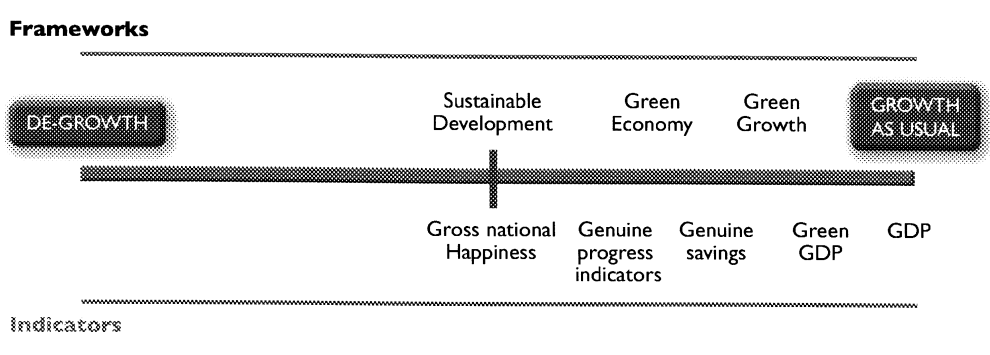 Frameworks
DE-GROWTH
Sustainable
Development
Green
Economy
Green
Growth
GROWTH
AS USUAL
Gross national
Happiness
Genuine
progress
indicators
Genuine
savings
Green
GDP
GDP
Indicators